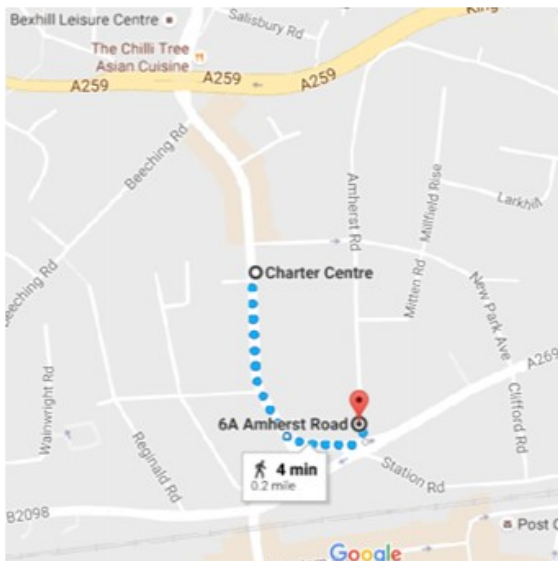 Bexhill Leisure Centre
Salisbury Rd
King
The Chilli Tree
Asian Cuisine
A259
A259
A259
Beeching Rd
Amherst Rd
Millfield Rise
Larkhill
Charter Centre
Mitten Rd
New Park Ave
Beeching Rd
A269
6A Amherst Road
Clifford Rd
Wainwright Rd
Reginald Rd
4 min
0.2 mile
Station Rd
B2098
Post O
Google